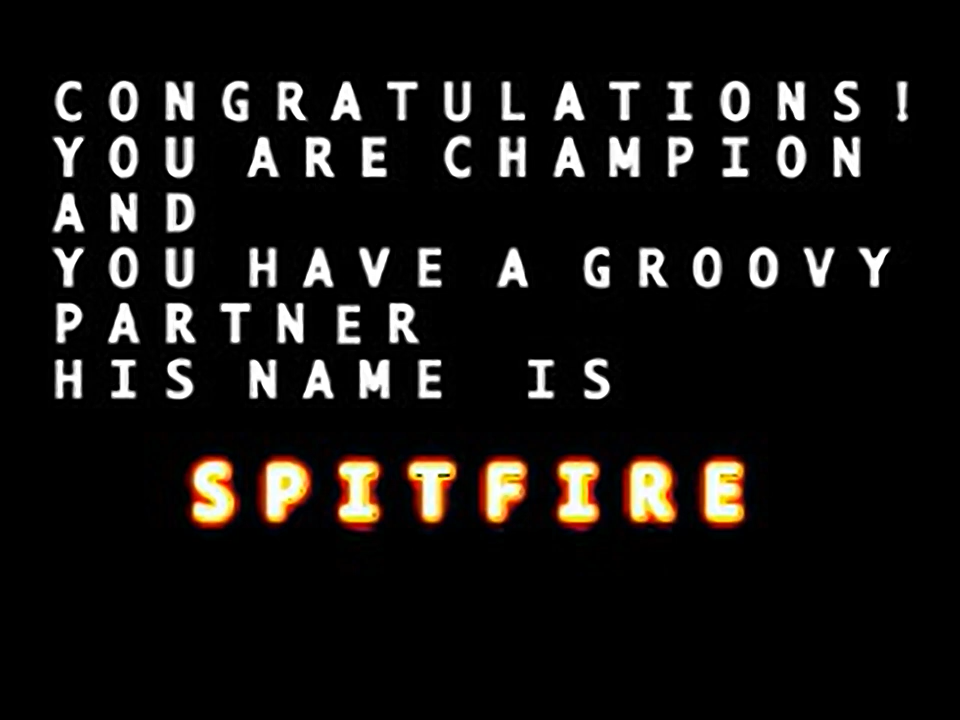 CONGRATULATIONS!
YOU ARE CHAMPION
AND
YOU HAVE A GROOVY
PARTNER
HIS NAME IS
SPITFIRE